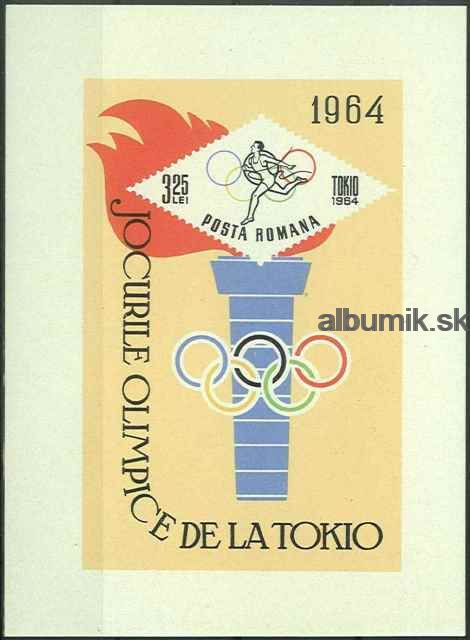 1964
3.25
LEI
TOKIO
1964
POSTA ROMANA
albumik.sk
JOCURILE OLIMPICE DE LA TOKIO